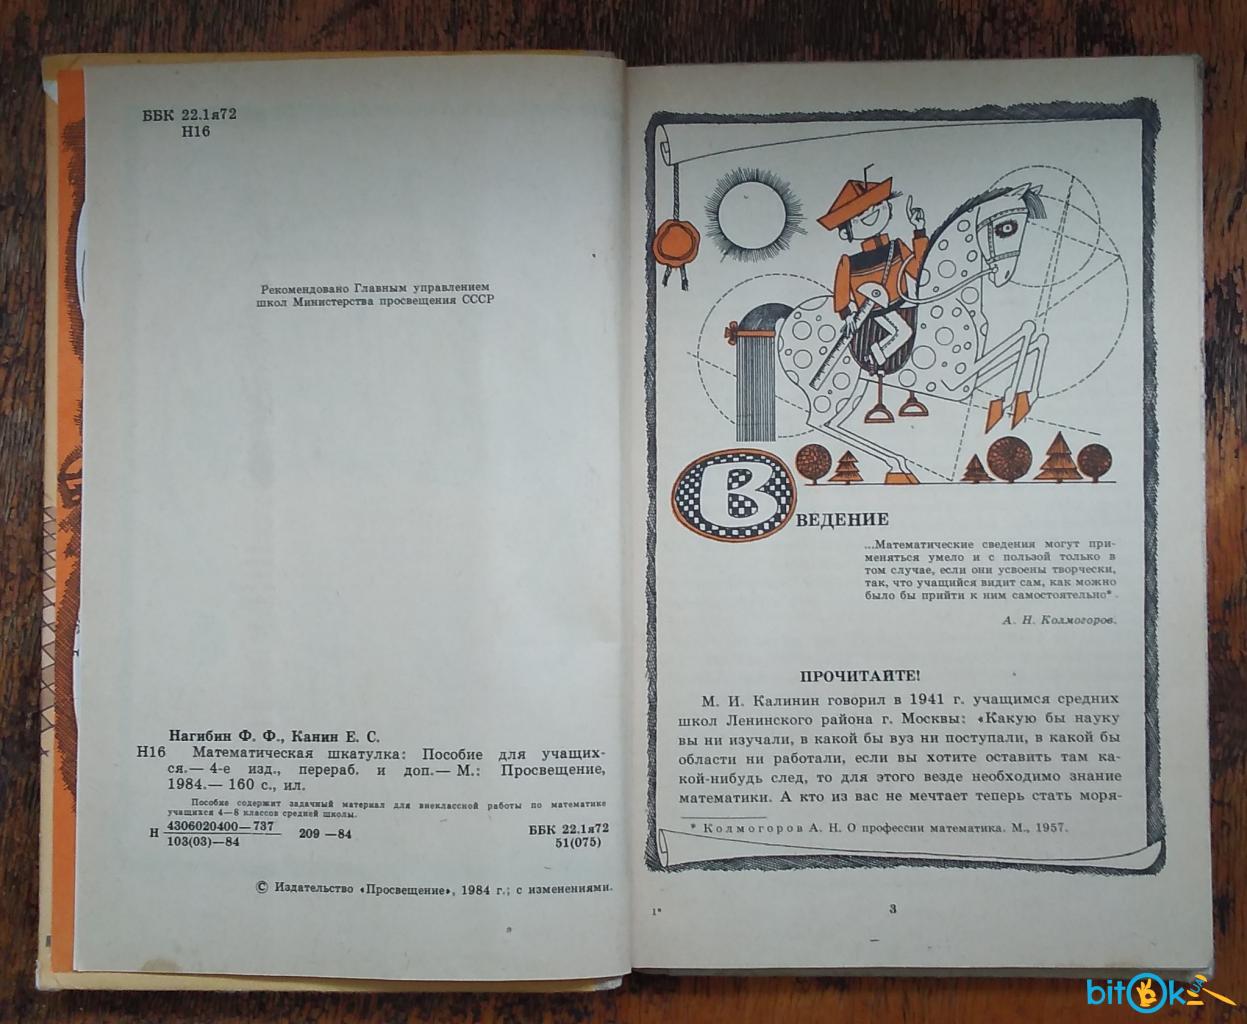 ББК 22.1я72
Н16
Рекомендовано Главным управлением
школ Министерства просвещения СССР
Нагибин Ф. Ф., Канин Е. С.
Н16 Математическая шкатулка: Пособие для учащих-
ся.— 4-е изд., перераб. и доп.— М.: Просвещение,
1984.— 160 с., ил.
Пособие содержит задачный материал для внеклассной работы по математике
учащихся 4—8 классов средней школы.
Н 4306020400—737 209 —84
103(03)—84
ББК 22.1я72
51(075)
© Издательство «Просвещение», 1984 г.; с изменениями.
В
ВЕДЕНИЕ
...Математические сведения могут при-
меняться умело и с пользой только в
том случае, если они усвоены творчески,
так, что учащийся видит сам, как можно
было бы прийти к ним самостоятельно*.
А. Н. Колмогоров.
ПРОЧИТАЙТЕ!
М. И. Калинин говорил в 1941 г. учащимся средних
школ Ленинского района г. Москвы: «Какую бы науку
вы ни изучали, в какой бы вуз ни поступали, в какой бы
области ни работали, если вы хотите оставить там ка-
кой-нибудь след, то для этого везде необходимо знание
математики. А кто из вас не мечтает теперь стать моря-
* Колмогоров А. Н. О профессии математика. М., 1957.
1*
3
bitOk
UA